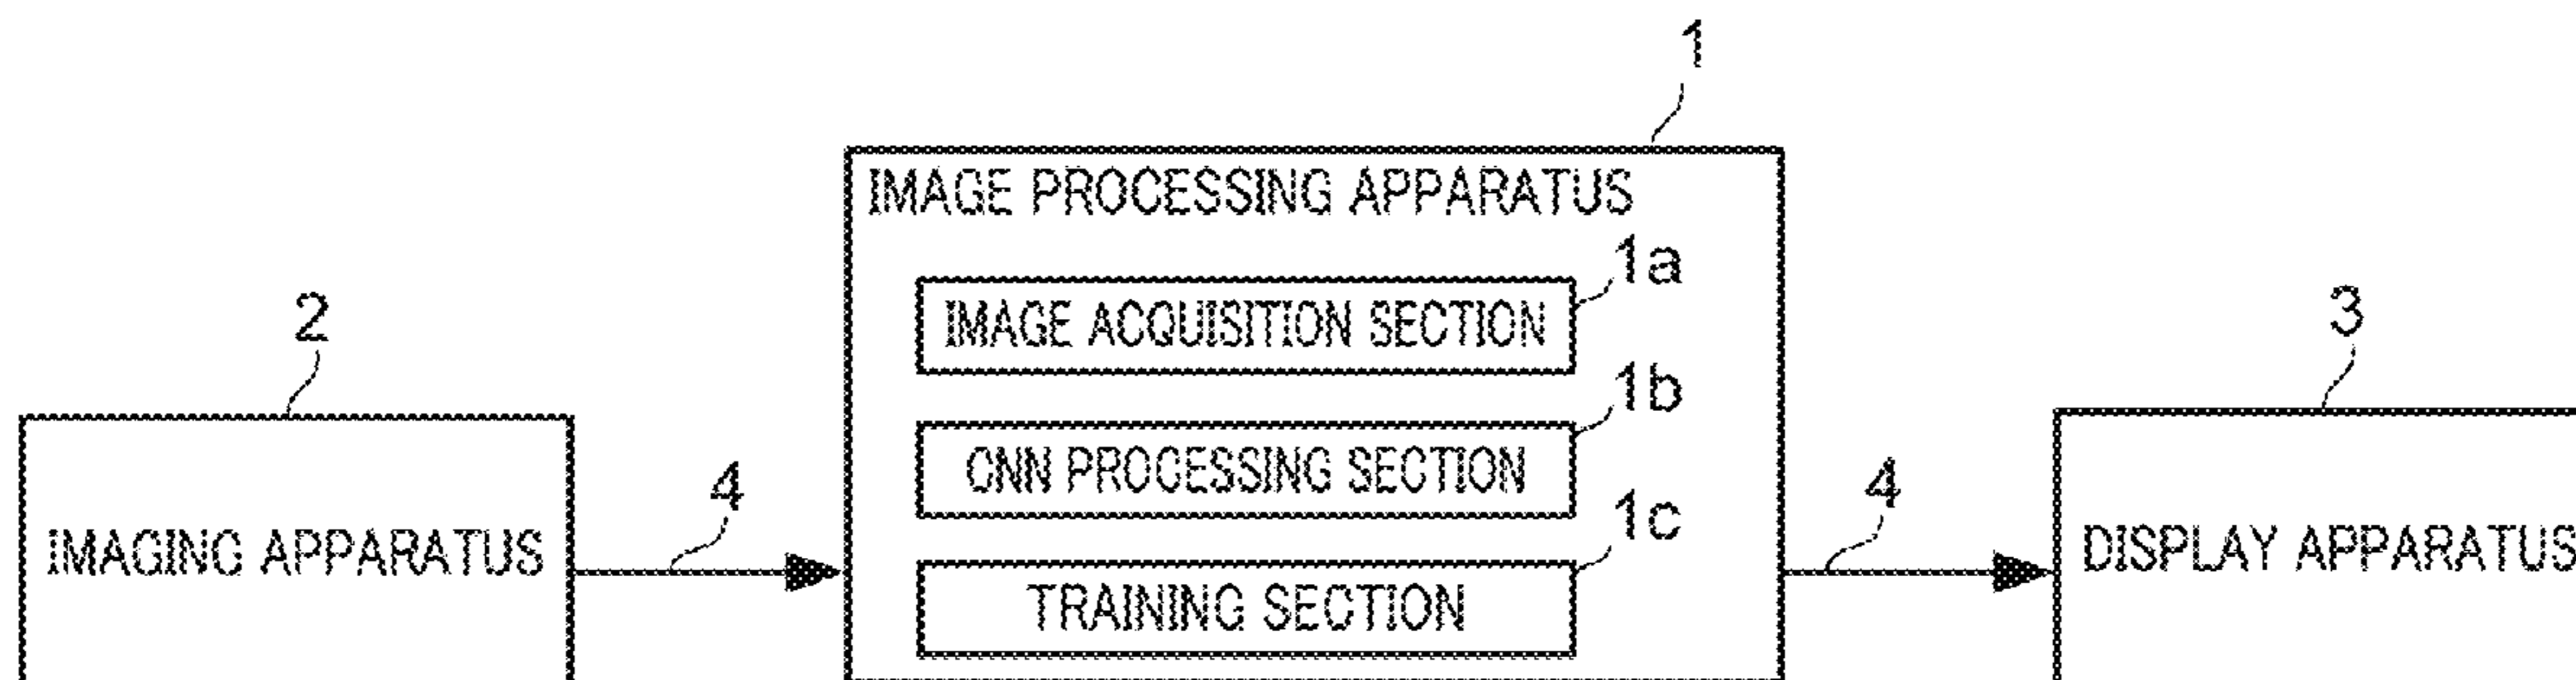 1
IMAGE PROCESSING APPARATUS
1a
IMAGE ACQUISITION SECTION
2
3
1b
CNN PROCESSING SECTION
4
4
1c
IMAGING APPARATUS
DISPLAY APPARATUS
TRAINING SECTION